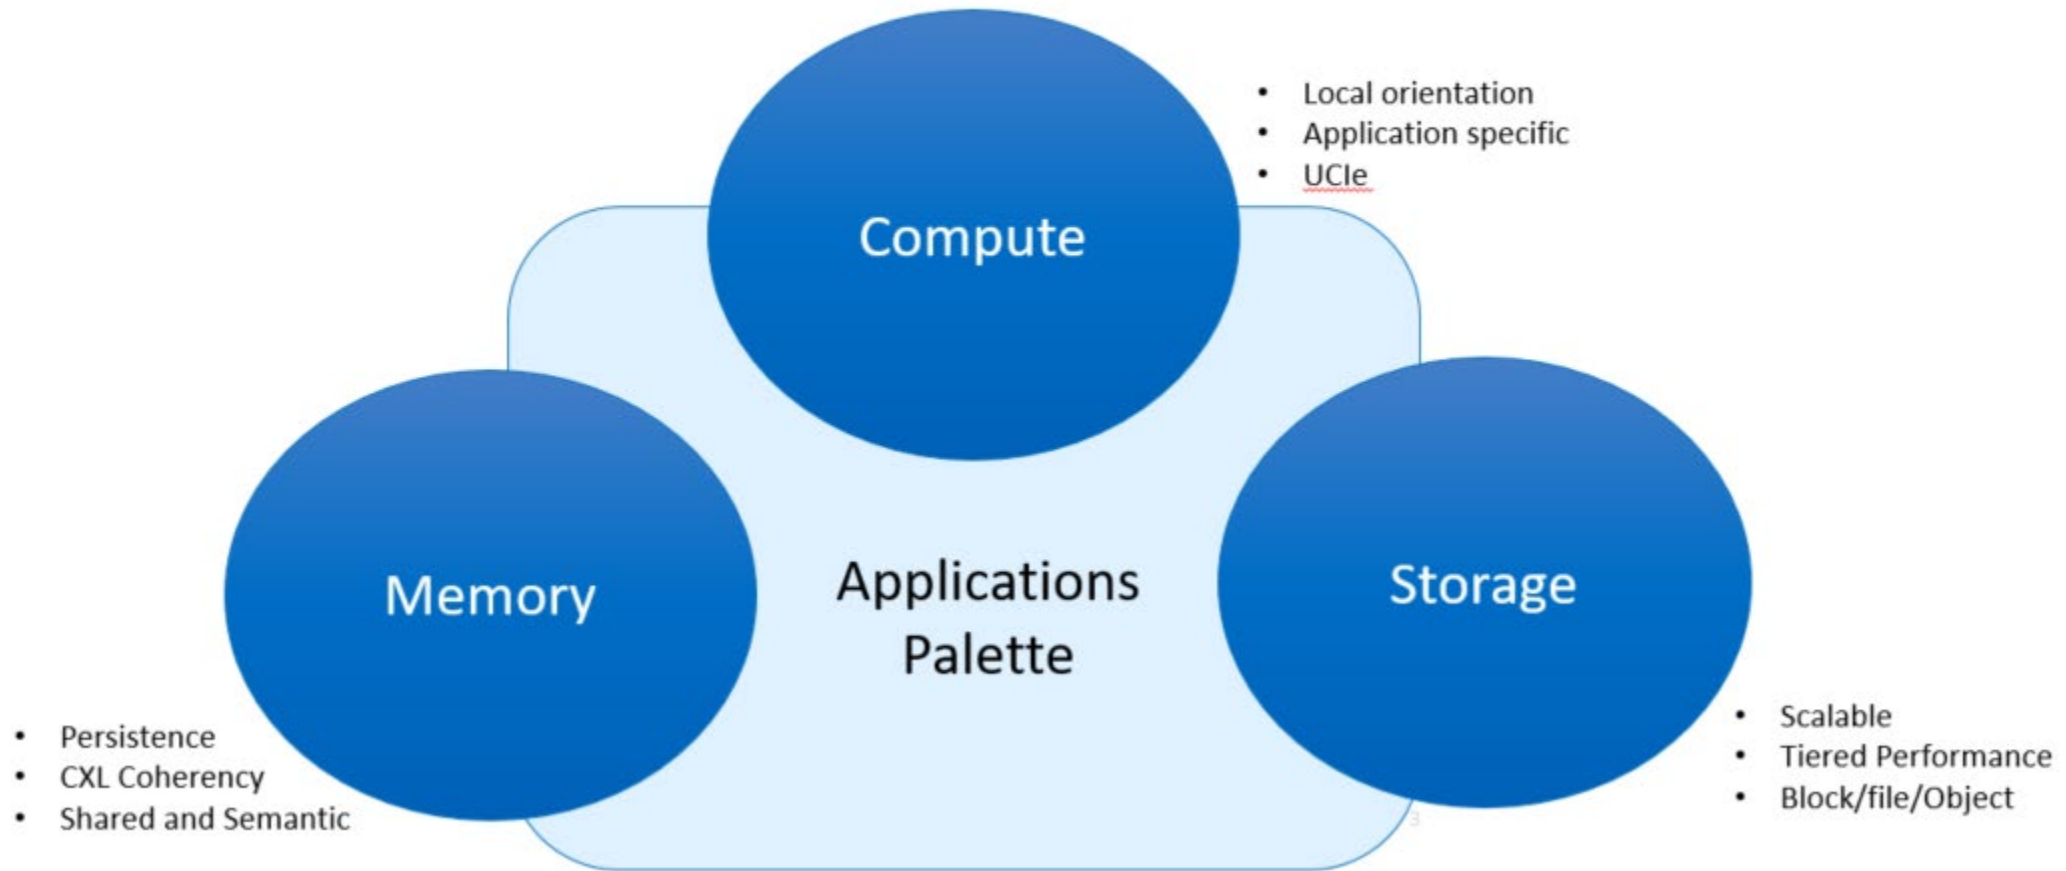 • Local orientation
• Application specific
• UCIe
Compute
Memory
Applications
Palette
Storage
• Persistence
• CXL Coherency
• Shared and Semantic
• Scalable
• Tiered Performance
• Block/file/Object
3